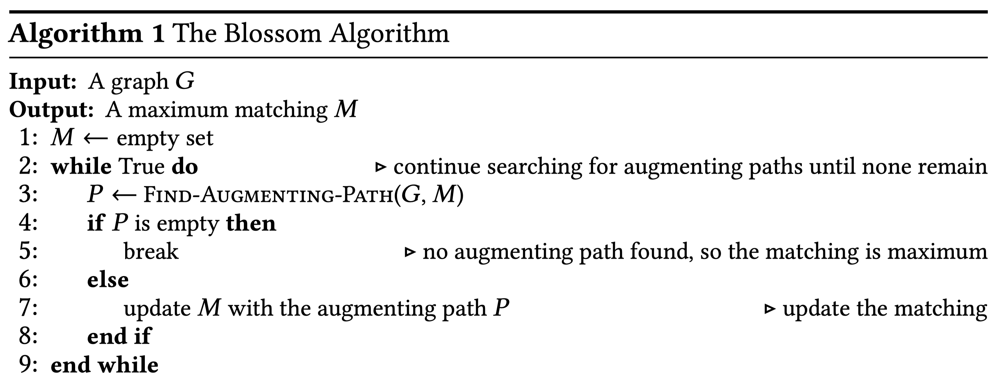 Algorithm 1 The Blossom Algorithm
Input: A graph G
Output: A maximum matching M
1: M ← empty set
2: while True do ▷ continue searching for augmenting paths until none remain
3: P ← FIND-AUGMENTING-PATH(G, M)
4: if P is empty then
5: break ▷ no augmenting path found, so the matching is maximum
6: else
7: update M with the augmenting path P ▷ update the matching
8: end if
9: end while